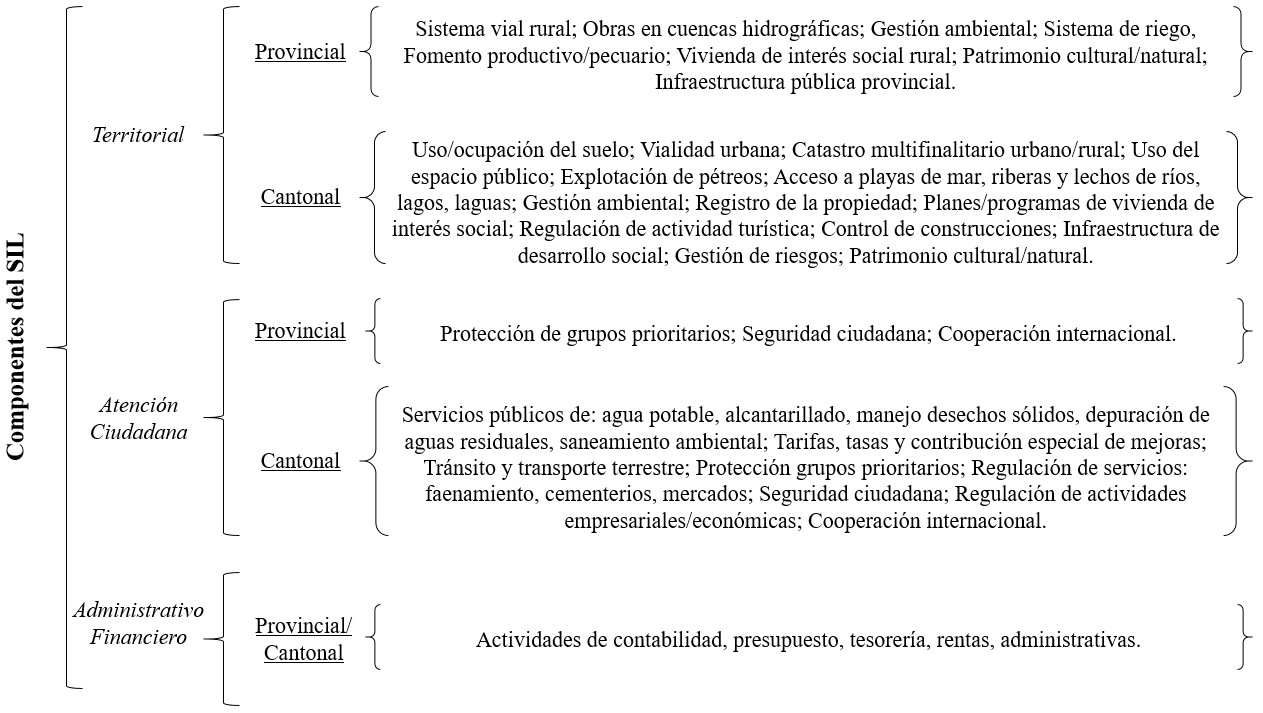 Componentes del SIL
Territorial
Provincial
Sistema vial rural; Obras en cuencas hidrográficas; Gestión ambiental; Sistema de riego,
Fomento productivo/pecuario; Vivienda de interés social rural; Patrimonio cultural/natural;
Infraestructura pública provincial.
Cantonal
Uso/ocupación del suelo; Vialidad urbana; Catastro multifinalitario urbano/rural; Uso del
espacio público; Explotación de pétreos; Acceso a playas de mar, riberas y lechos de ríos,
lagos, laguas; Gestión ambiental; Registro de la propiedad; Planes/programas de vivienda de
interés social; Regulación de actividad turística; Control de construcciones; Infraestructura de
desarrollo social; Gestión de riesgos; Patrimonio cultural/natural.
Atención
Ciudadana
Provincial
Protección de grupos prioritarios; Seguridad ciudadana; Cooperación internacional.
Cantonal
Servicios públicos de: agua potable, alcantarillado, manejo desechos sólidos, depuración de
aguas residuales, saneamiento ambiental; Tarifas, tasas y contribución especial de mejoras;
Tránsito y transporte terrestre; Protección grupos prioritarios; Regulación de servicios:
faenamiento, cementerios, mercados; Seguridad ciudadana; Regulación de actividades
empresariales/económicas; Cooperación internacional.
Administrativo
Financiero
Provincial/
Cantonal
Actividades de contabilidad, presupuesto, tesorería, rentas, administrativas.